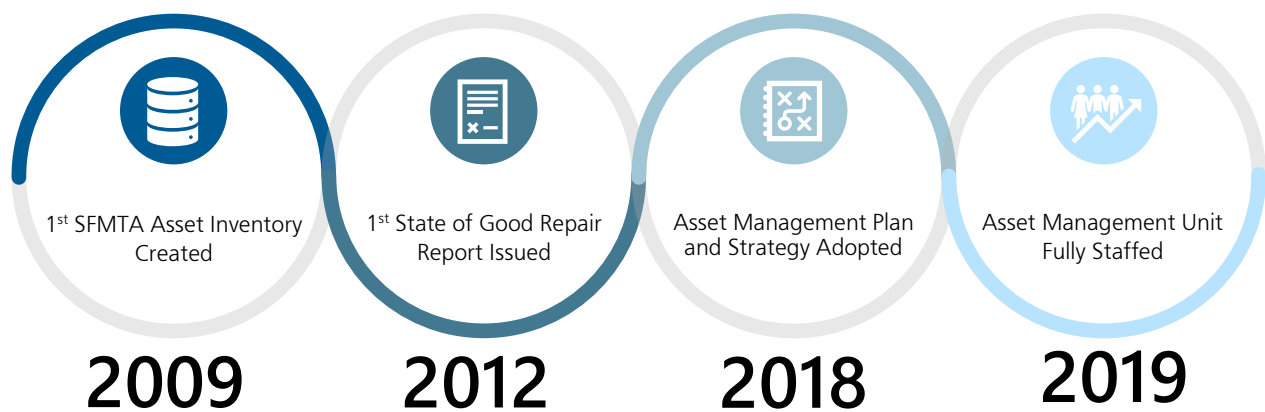 1st SFMTA Asset Inventory
Created
2009
1st State of Good Repair
Report Issued
2012
Asset Management Plan
and Strategy Adopted
2018
Asset Management Unit
Fully Staffed
2019